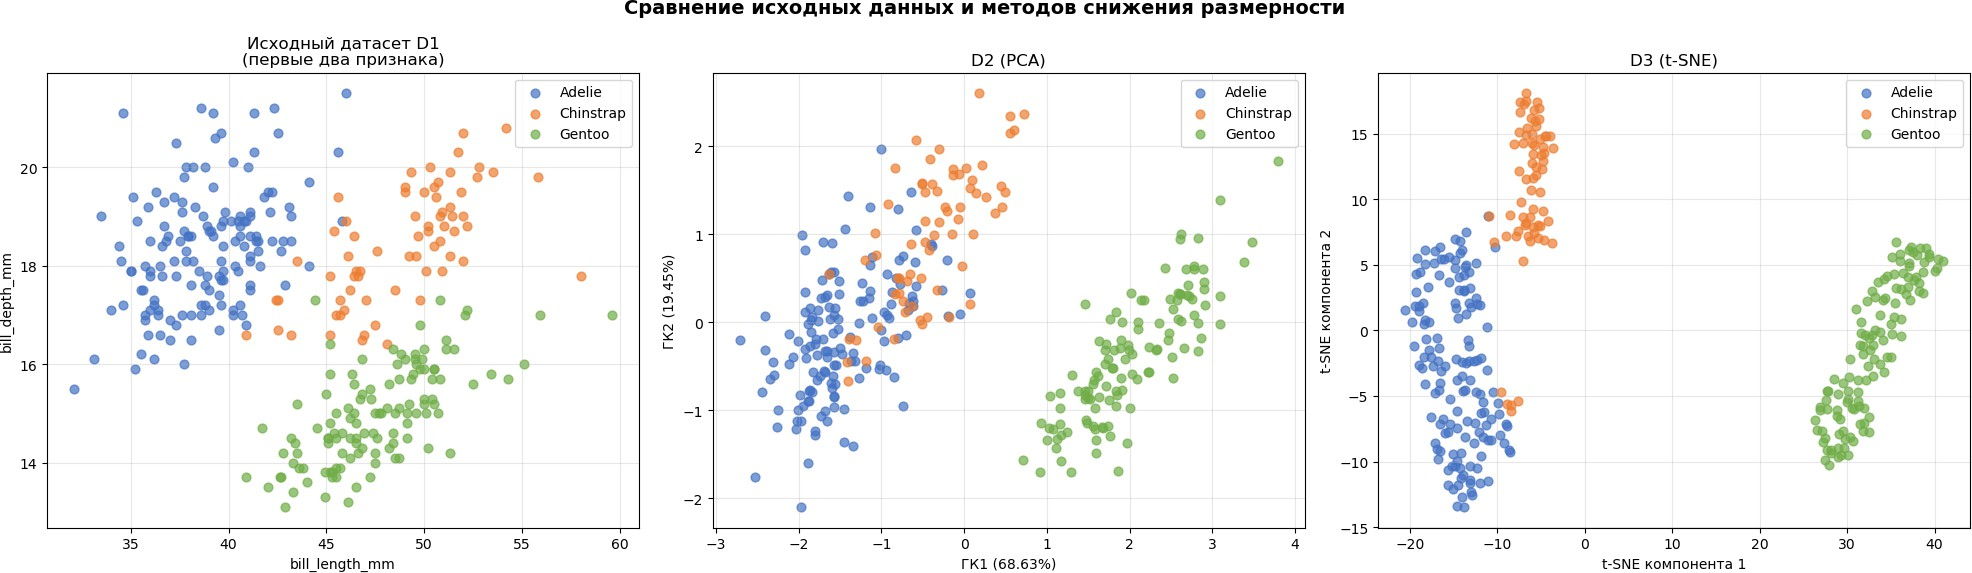 Сравнение исходных данных и методов снижения размерности
Исходный датасет D1
(первые два признака)
Adelie
Chinstrap
Gentoo
20
18
16
14
bill_depth_mm
35
40
45
50
55
60
bill_length_mm
D2 (PCA)
Adelie
Chinstrap
Gentoo
2
1
0
−1
−2
ГК2 (19.45%)
−3
−2
−1
0
1
2
3
4
ГК1 (68.63%)
D3 (t-SNE)
Adelie
Chinstrap
Gentoo
15
10
5
0
−5
−10
−15
t-SNE компонента 2
−20
−10
0
10
20
30
40
t-SNE компонента 1